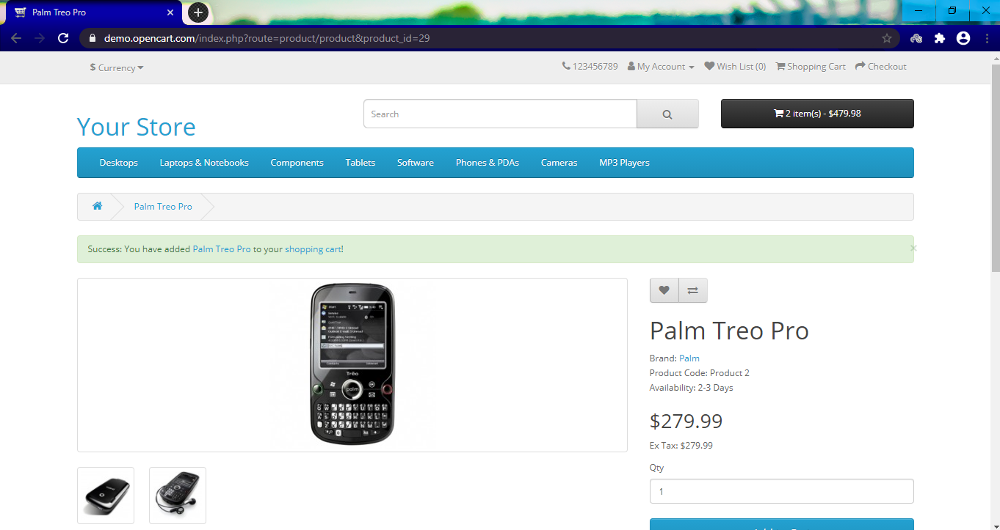 Palm Treo Pro
demo.opencart.com/index.php?route=product/product&product_id=29
$ Currency 123456789 My Account Wish List (0) Shopping Cart Checkout
Your Store Search 2 item(s) - $479.98
Desktops Laptops & Notebooks Components Tablets Software Phones & PDAs Cameras MP3 Players
Palm Treo Pro
Success: You have added Palm Treo Pro to your shopping cart!
×
Start
Trēo
palm
Palm Treo Pro
Brand: Palm
Product Code: Product 2
Availability: 2-3 Days
$279.99
Ex Tax: $279.99
Qty
1